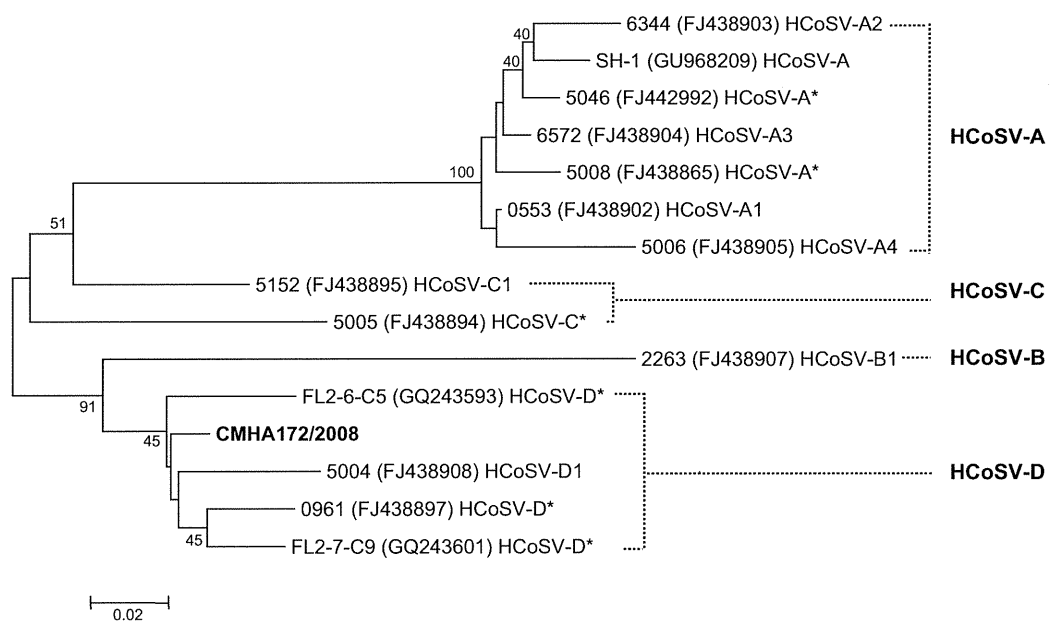 40
6344 (FJ438903) HCoSV-A2
40
SH-1 (GU968209) HCoSV-A
5046 (FJ442992) HCoSV-A*
6572 (FJ438904) HCoSV-A3
HCoSV-A
100
5008 (FJ438865) HCoSV-A*
0553 (FJ438902) HCoSV-A1
51
5006 (FJ438905) HCoSV-A4
5152 (FJ438895) HCoSV-C1
HCoSV-C
5005 (FJ438894) HCoSV-C*
2263 (FJ438907) HCoSV-B1
HCoSV-B
91
FL2-6-C5 (GQ243593) HCoSV-D*
45
CMHA172/2008
5004 (FJ438908) HCoSV-D1
HCoSV-D
0961 (FJ438897) HCoSV-D*
45
FL2-7-C9 (GQ243601) HCoSV-D*
0.02